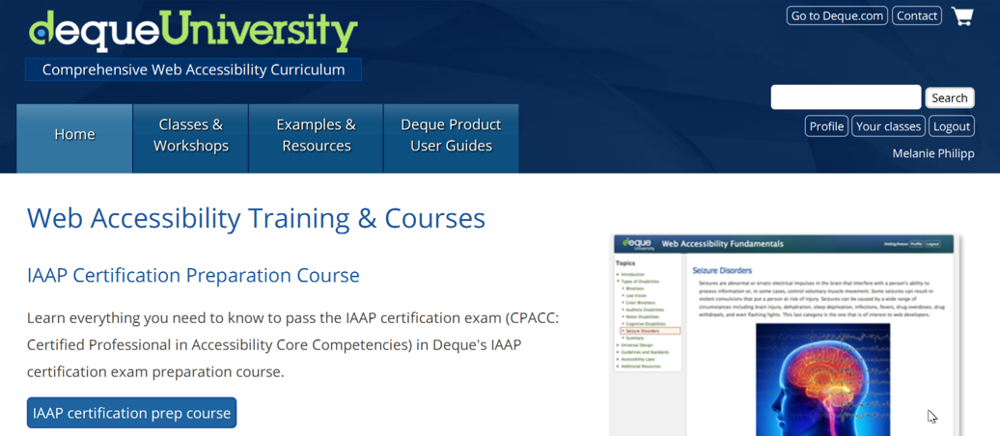 dequeUniversity
Comprehensive Web Accessibility Curriculum
Go to Deque.com
Contact
Search
Profile
Your classes
Logout
Melanie Philipp
Home
Classes &
Workshops
Examples &
Resources
Deque Product
User Guides
Web Accessibility Training & Courses
IAAP Certification Preparation Course
Learn everything you need to know to pass the IAAP certification exam (CPACC:
Certified Professional in Accessibility Core Competencies) in Deque's IAAP
certification exam preparation course.
IAAP certification prep course
deque
University
Web Accessibility Fundamentals
Profile
Logout
Topics
Introduction
Types of Disabilities
Blindness
Low Vision
Color Blindness
Auditory Disabilities
Motor Disabilities
Cognitive Disabilities
Seizure Disorders
Summary
Universal Design
Guidelines and Standards
Accessibility Laws
Additional Resources
Seizure Disorders
Seizures are abnormal or erratic electrical impulses in the brain that interfere with a person's ability to
process information or, in some cases, control voluntary muscle movement. Some seizures can result in
violent convulsions that put a person at risk of injury. Seizures can be caused by a wide range of
circumstances including brain injury, dehydration, sleep deprivation, infections, fevers, drug overdoses, drug
withdrawals, and even flashing lights. This last category is the one that is of interest to web developers.